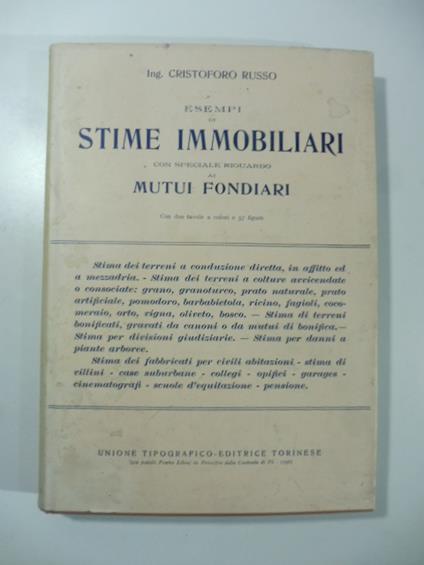 Ing. CRISTOFORO RUSSO
ESEMPI
DI
STIME IMMOBILIARI
CON SPECIALE RIGUARDO
AI
MUTUI FONDIARI
Con due tavole a colori e 57 figure
Stima dei terreni a conduzione diretta, in affitto ed
a mezzadria. - Stima dei terreni a colture avvicendate
o consociate: grano, granoturco, prato naturale, prato
artificiale, pomodoro, barbabietola, ricino, fagioli, coco-
meraio, orto, vigna, oliveto, bosco. — Stima di terreni
bonificati, gravati da canoni o da mutui di bonifica.—
Stima per divisioni giudiziarie. — Stima per danni a
piante arboree.
Stima dei fabbricati per civili abitazioni - stima di
villini - case suburbane - collegi - opifici - garages -
cinematografi - scuole d'equitazione - pensione.
UNIONE TIPOGRAFICO-EDITRICE TORINESE